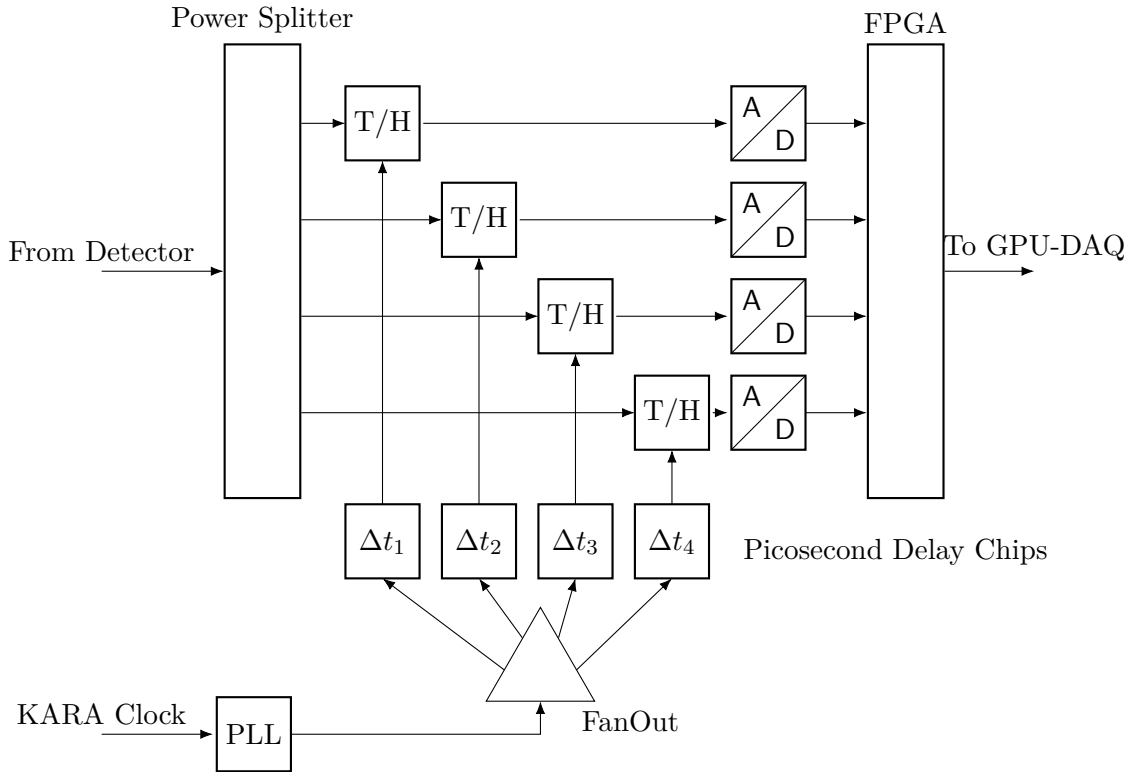 Power Splitter
FPGA
T/H
A
D
T/H
A
D
From Detector
To GPU-DAQ
T/H
A
D
T/H
A
D
Δt₁
Δt₂
Δt₃
Δt₄
Picosecond Delay Chips
KARA Clock
PLL
FanOut